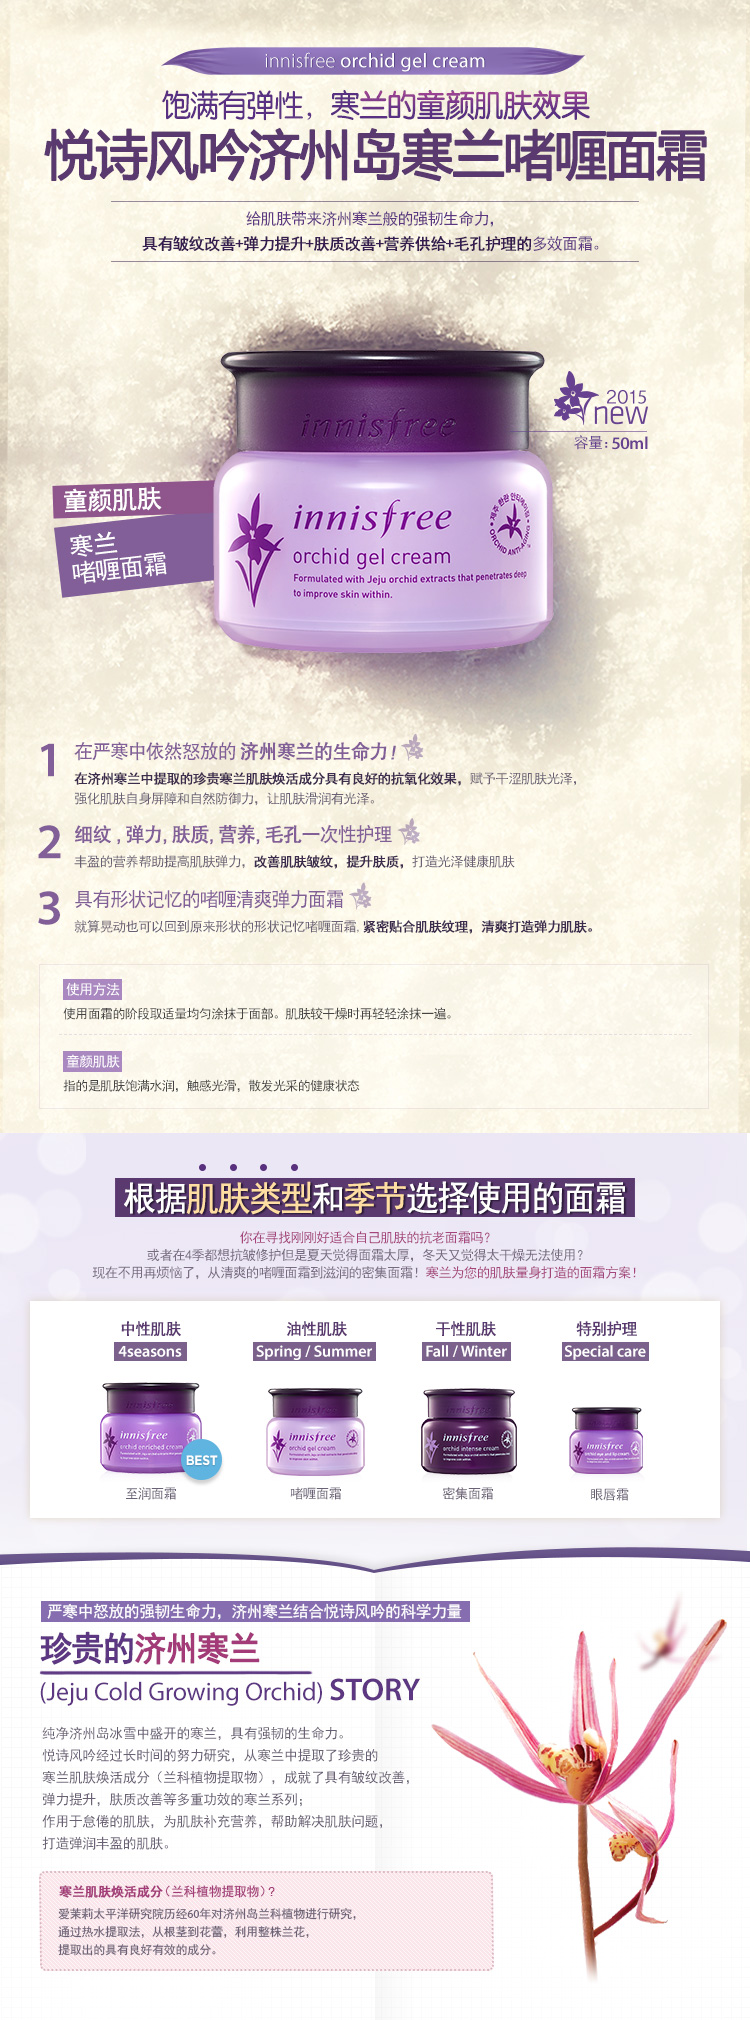 innisfree orchid gel cream
饱满有弹性，寒兰的童颜肌肤效果
悦诗风吟济州岛寒兰啫喱面霜
给肌肤带来济州寒兰般的强韧生命力，
具有皱纹改善+弹力提升+肤质改善+营养供给+毛孔护理的多效面霜。
innisfree
2015
new
容量：50ml
童颜肌肤
寒兰
啫喱面霜
innisfree
orchid gel cream
Formulated with Jeju orchid extracts that penetrates deep
to improve skin within.
ORCHID ANTI-AGING
1 在严寒中依然怒放的 济州寒兰的生命力！
在济州寒兰中提取的珍贵寒兰肌肤焕活成分具有良好的抗氧化效果，赋予干涩肌肤光泽，
强化肌肤自身屏障和自然防御力，让肌肤滑润有光泽。
2 细纹 , 弹力, 肤质, 营养, 毛孔一次性护理
丰盈的营养帮助提高肌肤弹力，改善肌肤皱纹，提升肤质，打造光泽健康肌肤
3 具有形状记忆的啫喱清爽弹力面霜
就算晃动也可以回到原来形状的形状记忆啫喱面霜, 紧密贴合肌肤纹理，清爽打造弹力肌肤。
使用方法
使用面霜的阶段取适量均匀涂抹于面部。肌肤较干燥时再轻轻涂抹一遍。
童颜肌肤
指的是肌肤饱满水润，触感光滑，散发光采的健康状态
根据肌肤类型和季节选择使用的面霜
你在寻找刚刚好适合自己肌肤的抗老面霜吗？
或者在4季都想抗皱修护但是夏天觉得面霜太厚，冬天又觉得太干燥无法使用？
现在不用再烦恼了，从清爽的啫喱面霜到滋润的密集面霜！寒兰为您的肌肤量身打造的面霜方案！
中性肌肤
4seasons
innisfree
orchid enriched cream
BEST
至润面霜
油性肌肤
Spring / Summer
innisfree
orchid gel cream
啫喱面霜
干性肌肤
Fall / Winter
innisfree
orchid intense cream
密集面霜
特别护理
Special care
innisfree
orchid eye and lip cream
眼唇霜
严寒中怒放的强韧生命力，济州寒兰结合悦诗风吟的科学力量
珍贵的济州寒兰
(Jeju Cold Growing Orchid) STORY
纯净济州岛冰雪中盛开的寒兰，具有强韧的生命力。
悦诗风吟经过长时间的努力研究，从寒兰中提取了珍贵的
寒兰肌肤焕活成分（兰科植物提取物），成就了具有皱纹改善，
弹力提升，肤质改善等多重功效的寒兰系列；
作用于怠倦的肌肤，为肌肤补充营养，帮助解决肌肤问题，
打造弹润丰盈的肌肤。
寒兰肌肤焕活成分（兰科植物提取物）？
爱茉莉太平洋研究院历经60年对济州岛兰科植物进行研究，
通过热水提取法，从根茎到花蕾，利用整株兰花，
提取出的具有良好有效的成分。